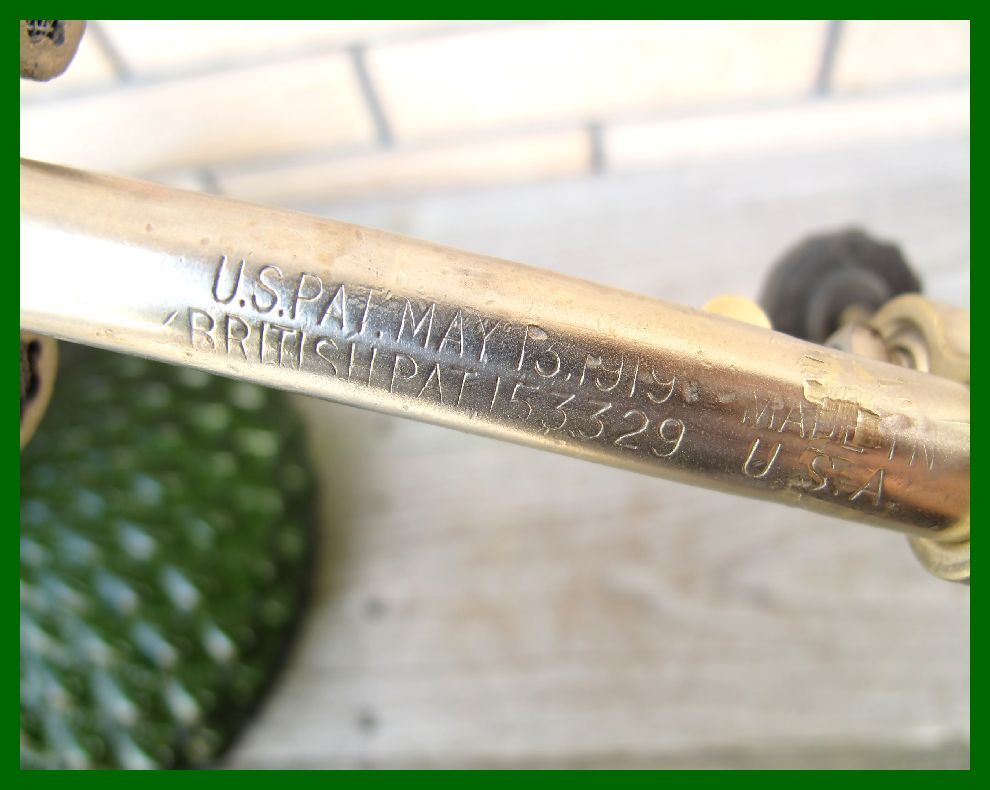 U.S.PAT. MAY 13.1919.
BRITISH PAT. 153329
MADE IN
U.S.A.